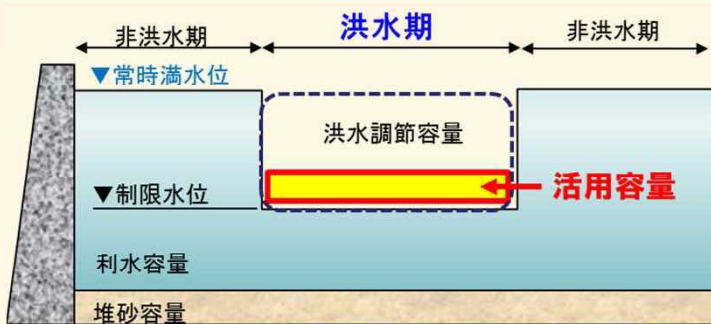 非洪水期
洪水期
非洪水期
▼常時満水位
洪水調節容量
▼制限水位
活用容量
利水容量
堆砂容量